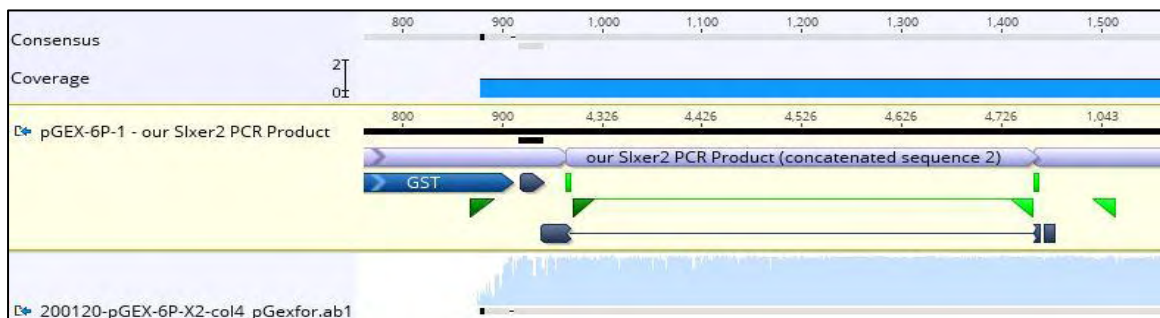 800 900 1,000 1,100 1,200 1,300 1,400 1,500
Consensus
Coverage
2
0
800 900 4,326 4,426 4,526 4,626 4,726 1,043
pGEX-6P-1 - our Slxer2 PCR Product
our Slxer2 PCR Product (concatenated sequence 2)
GST
200120-pGEX-6P-X2-col4_pGexfor.ab1